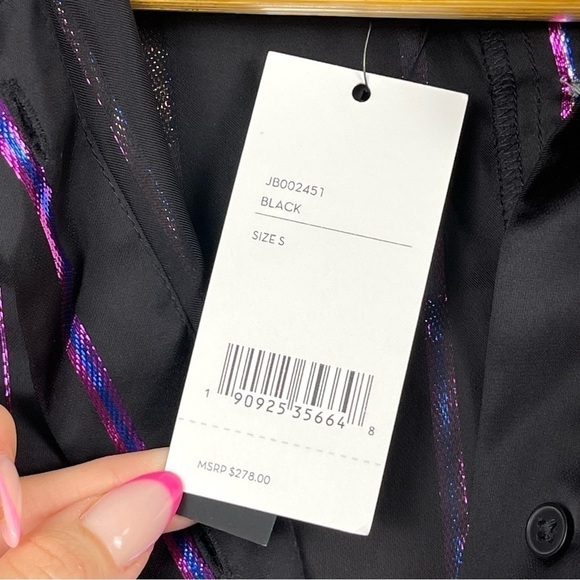 JB002451
BLACK
SIZE S
1 90925 35664 8
MSRP $278.00